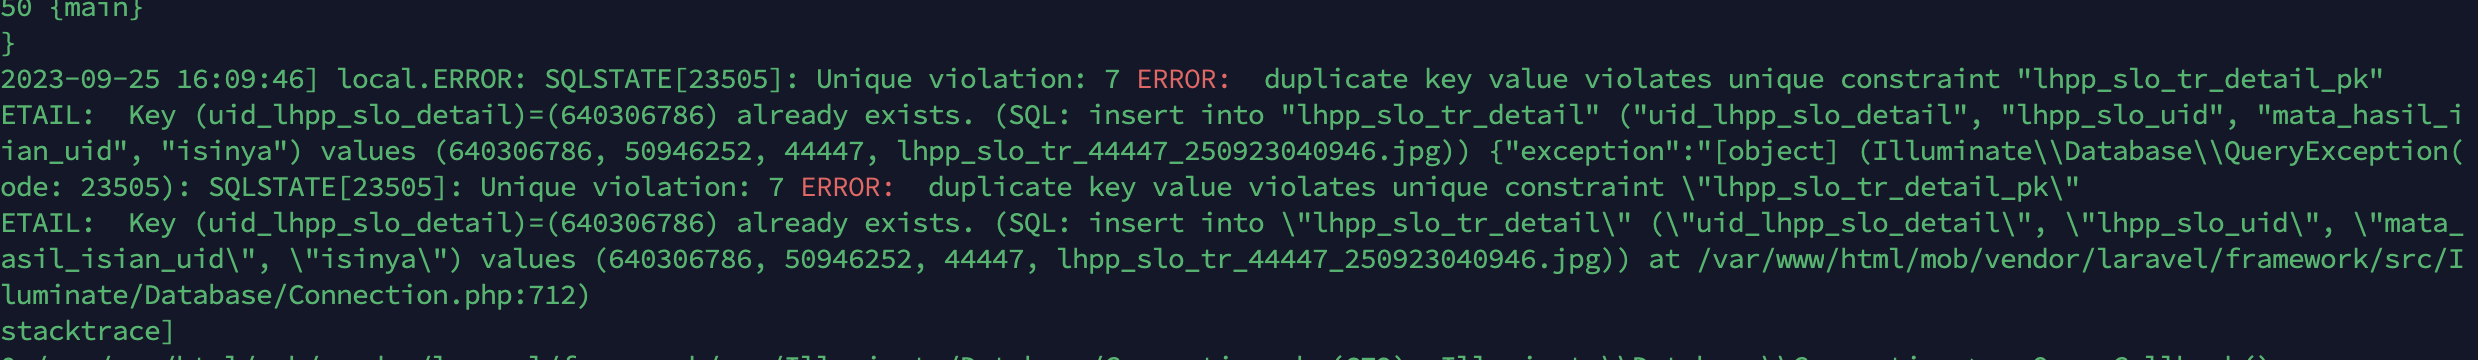 50 {main}
}
2023-09-25 16:09:46] local.ERROR: SQLSTATE[23505]: Unique violation: 7 ERROR:  duplicate key value violates unique constraint "lhpp_slo_tr_detail_pk"
ETAIL:  Key (uid_lhpp_slo_detail)=(640306786) already exists. (SQL: insert into "lhpp_slo_tr_detail" ("uid_lhpp_slo_detail", "lhpp_slo_uid", "mata_hasil_i
ian_uid", "isinya") values (640306786, 50946252, 44447, lhpp_slo_tr_44447_250923040946.jpg)) {"exception":"[object] (Illuminate\\Database\\QueryException(
ode: 23505): SQLSTATE[23505]: Unique violation: 7 ERROR:  duplicate key value violates unique constraint \"lhpp_slo_tr_detail_pk\"
ETAIL:  Key (uid_lhpp_slo_detail)=(640306786) already exists. (SQL: insert into \"lhpp_slo_tr_detail\" (\"uid_lhpp_slo_detail\", \"lhpp_slo_uid\", \"mata_
asil_isian_uid\", \"isinya\") values (640306786, 50946252, 44447, lhpp_slo_tr_44447_250923040946.jpg)) at /var/www/html/mob/vendor/laravel/framework/src/I
luminate/Database/Connection.php:712)
stacktrace]